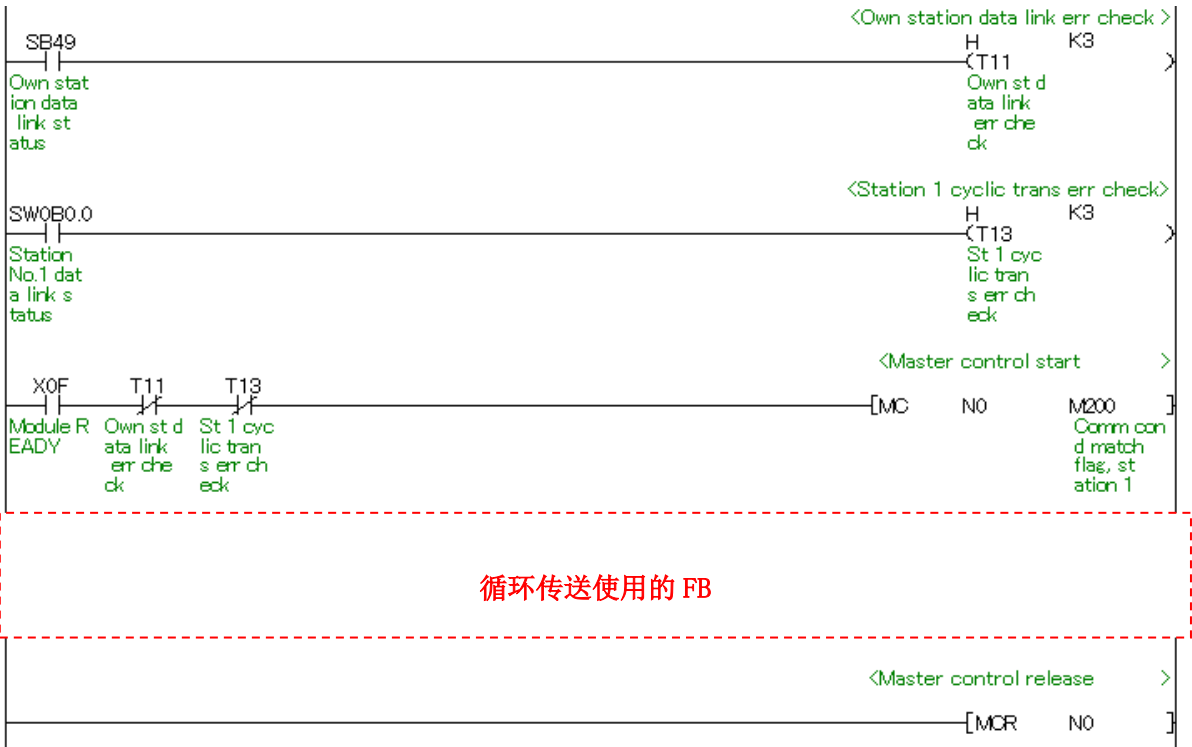 <Own station data link err check >
SB49
H K3
T11
Own stat
ion data
link st
atus
Own st d
ata link
err che
ck
<Station 1 cyclic trans err check>
SW0B0.0
H K3
T13
Station
No.1 dat
a link s
tatus
St 1 cyc
lic tran
s err ch
eck
<Master control start >
X0F T11 T13
MC N0 M200
Module R
EADY
Own st d
ata link
err che
ck
St 1 cyc
lic tran
s err ch
eck
Comm con
d match
flag, st
ation 1
循环传送使用的 FB
<Master control release >
MCR N0